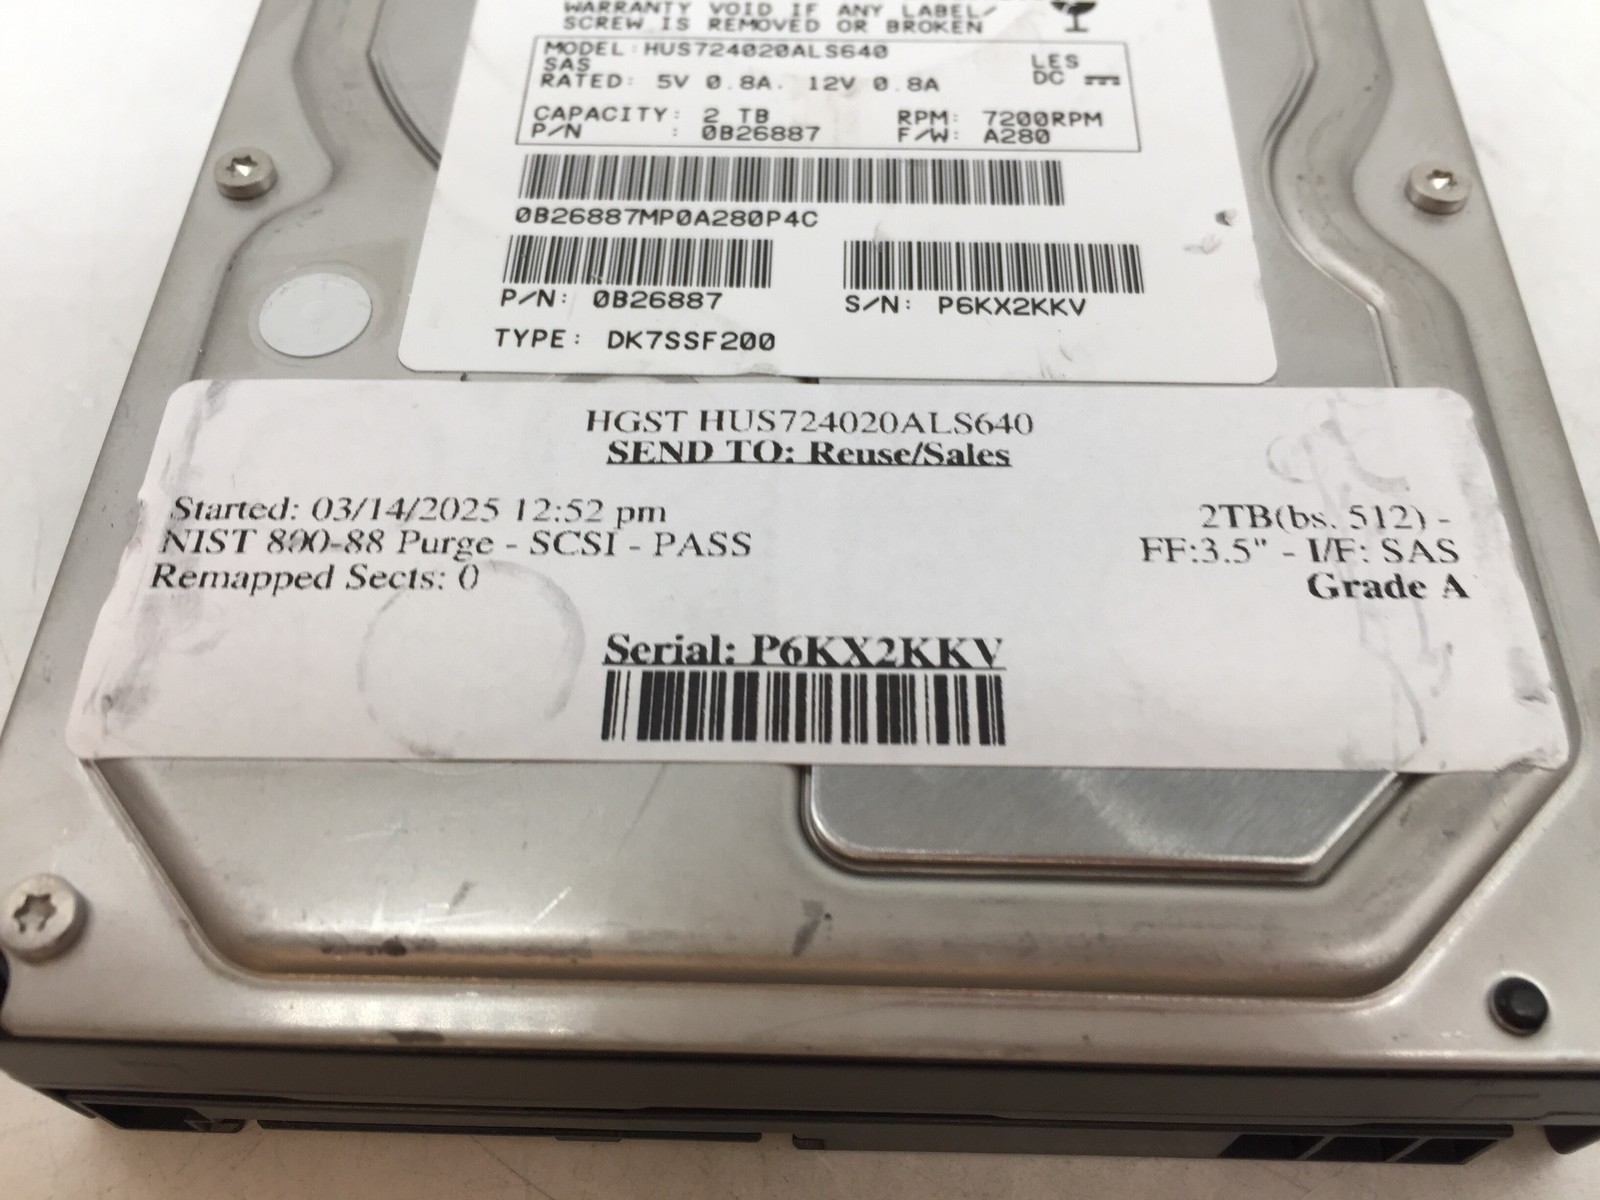 WARRANTY VOID IF ANY LABEL/
SCREW IS REMOVED OR BROKEN
MODEL: HUS724020ALS640
SAS
LES
RATED: 5V 0.8A. 12V 0.8A
DC
CAPACITY: 2 TB
RPM: 7200RPM
P/N : 0B26887
F/W: A280
0B26887MP0A280P4C
P/N: 0B26887
S/N: P6KX2KKV
TYPE: DK7SSF200
HGST HUS724020ALS640
SEND TO: Reuse/Sales
Started: 03/14/2025 12:52 pm
2TB(bs. 512) -
NIST 800-88 Purge - SCSI - PASS
FF:3.5" - I/F: SAS
Remapped Sects: 0
Grade A
Serial: P6KX2KKV